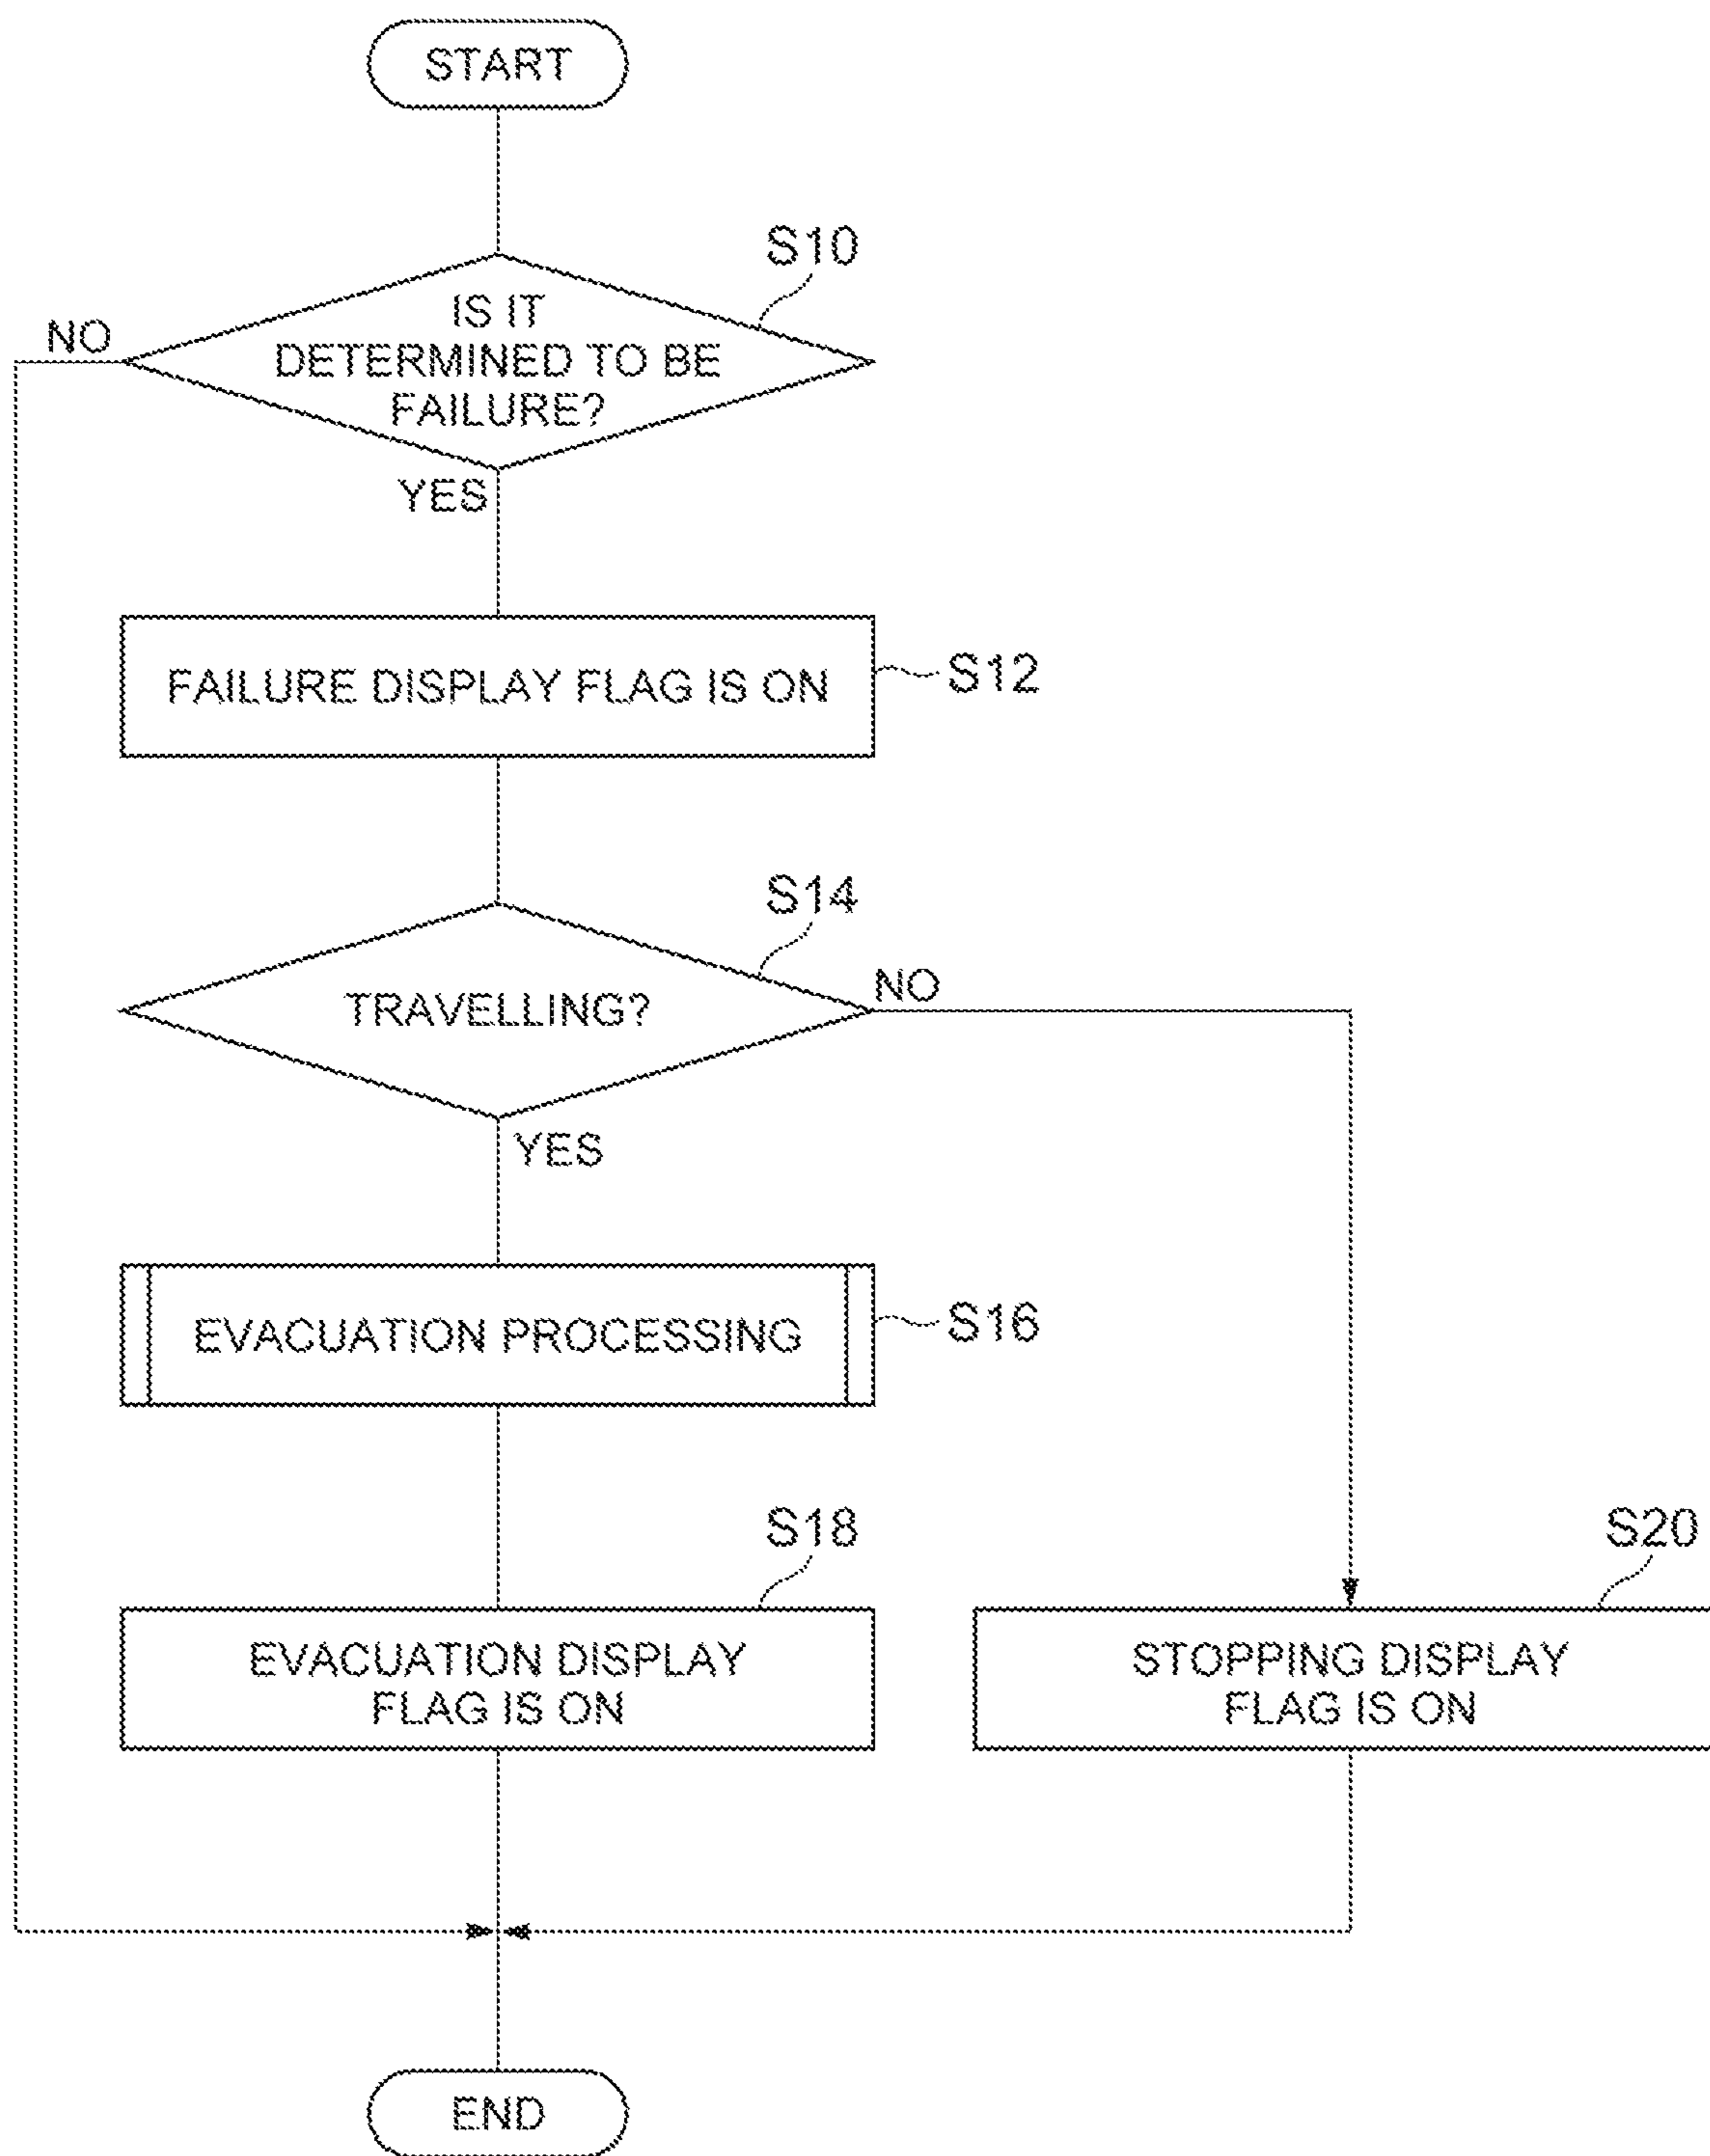 START
S10
NO
IS IT
DETERMINED TO BE
FAILURE?
YES
FAILURE DISPLAY FLAG IS ON
S12
S14
TRAVELLING?
NO
YES
EVACUATION PROCESSING
S16
S18
S20
EVACUATION DISPLAY
FLAG IS ON
STOPPING DISPLAY
FLAG IS ON
END